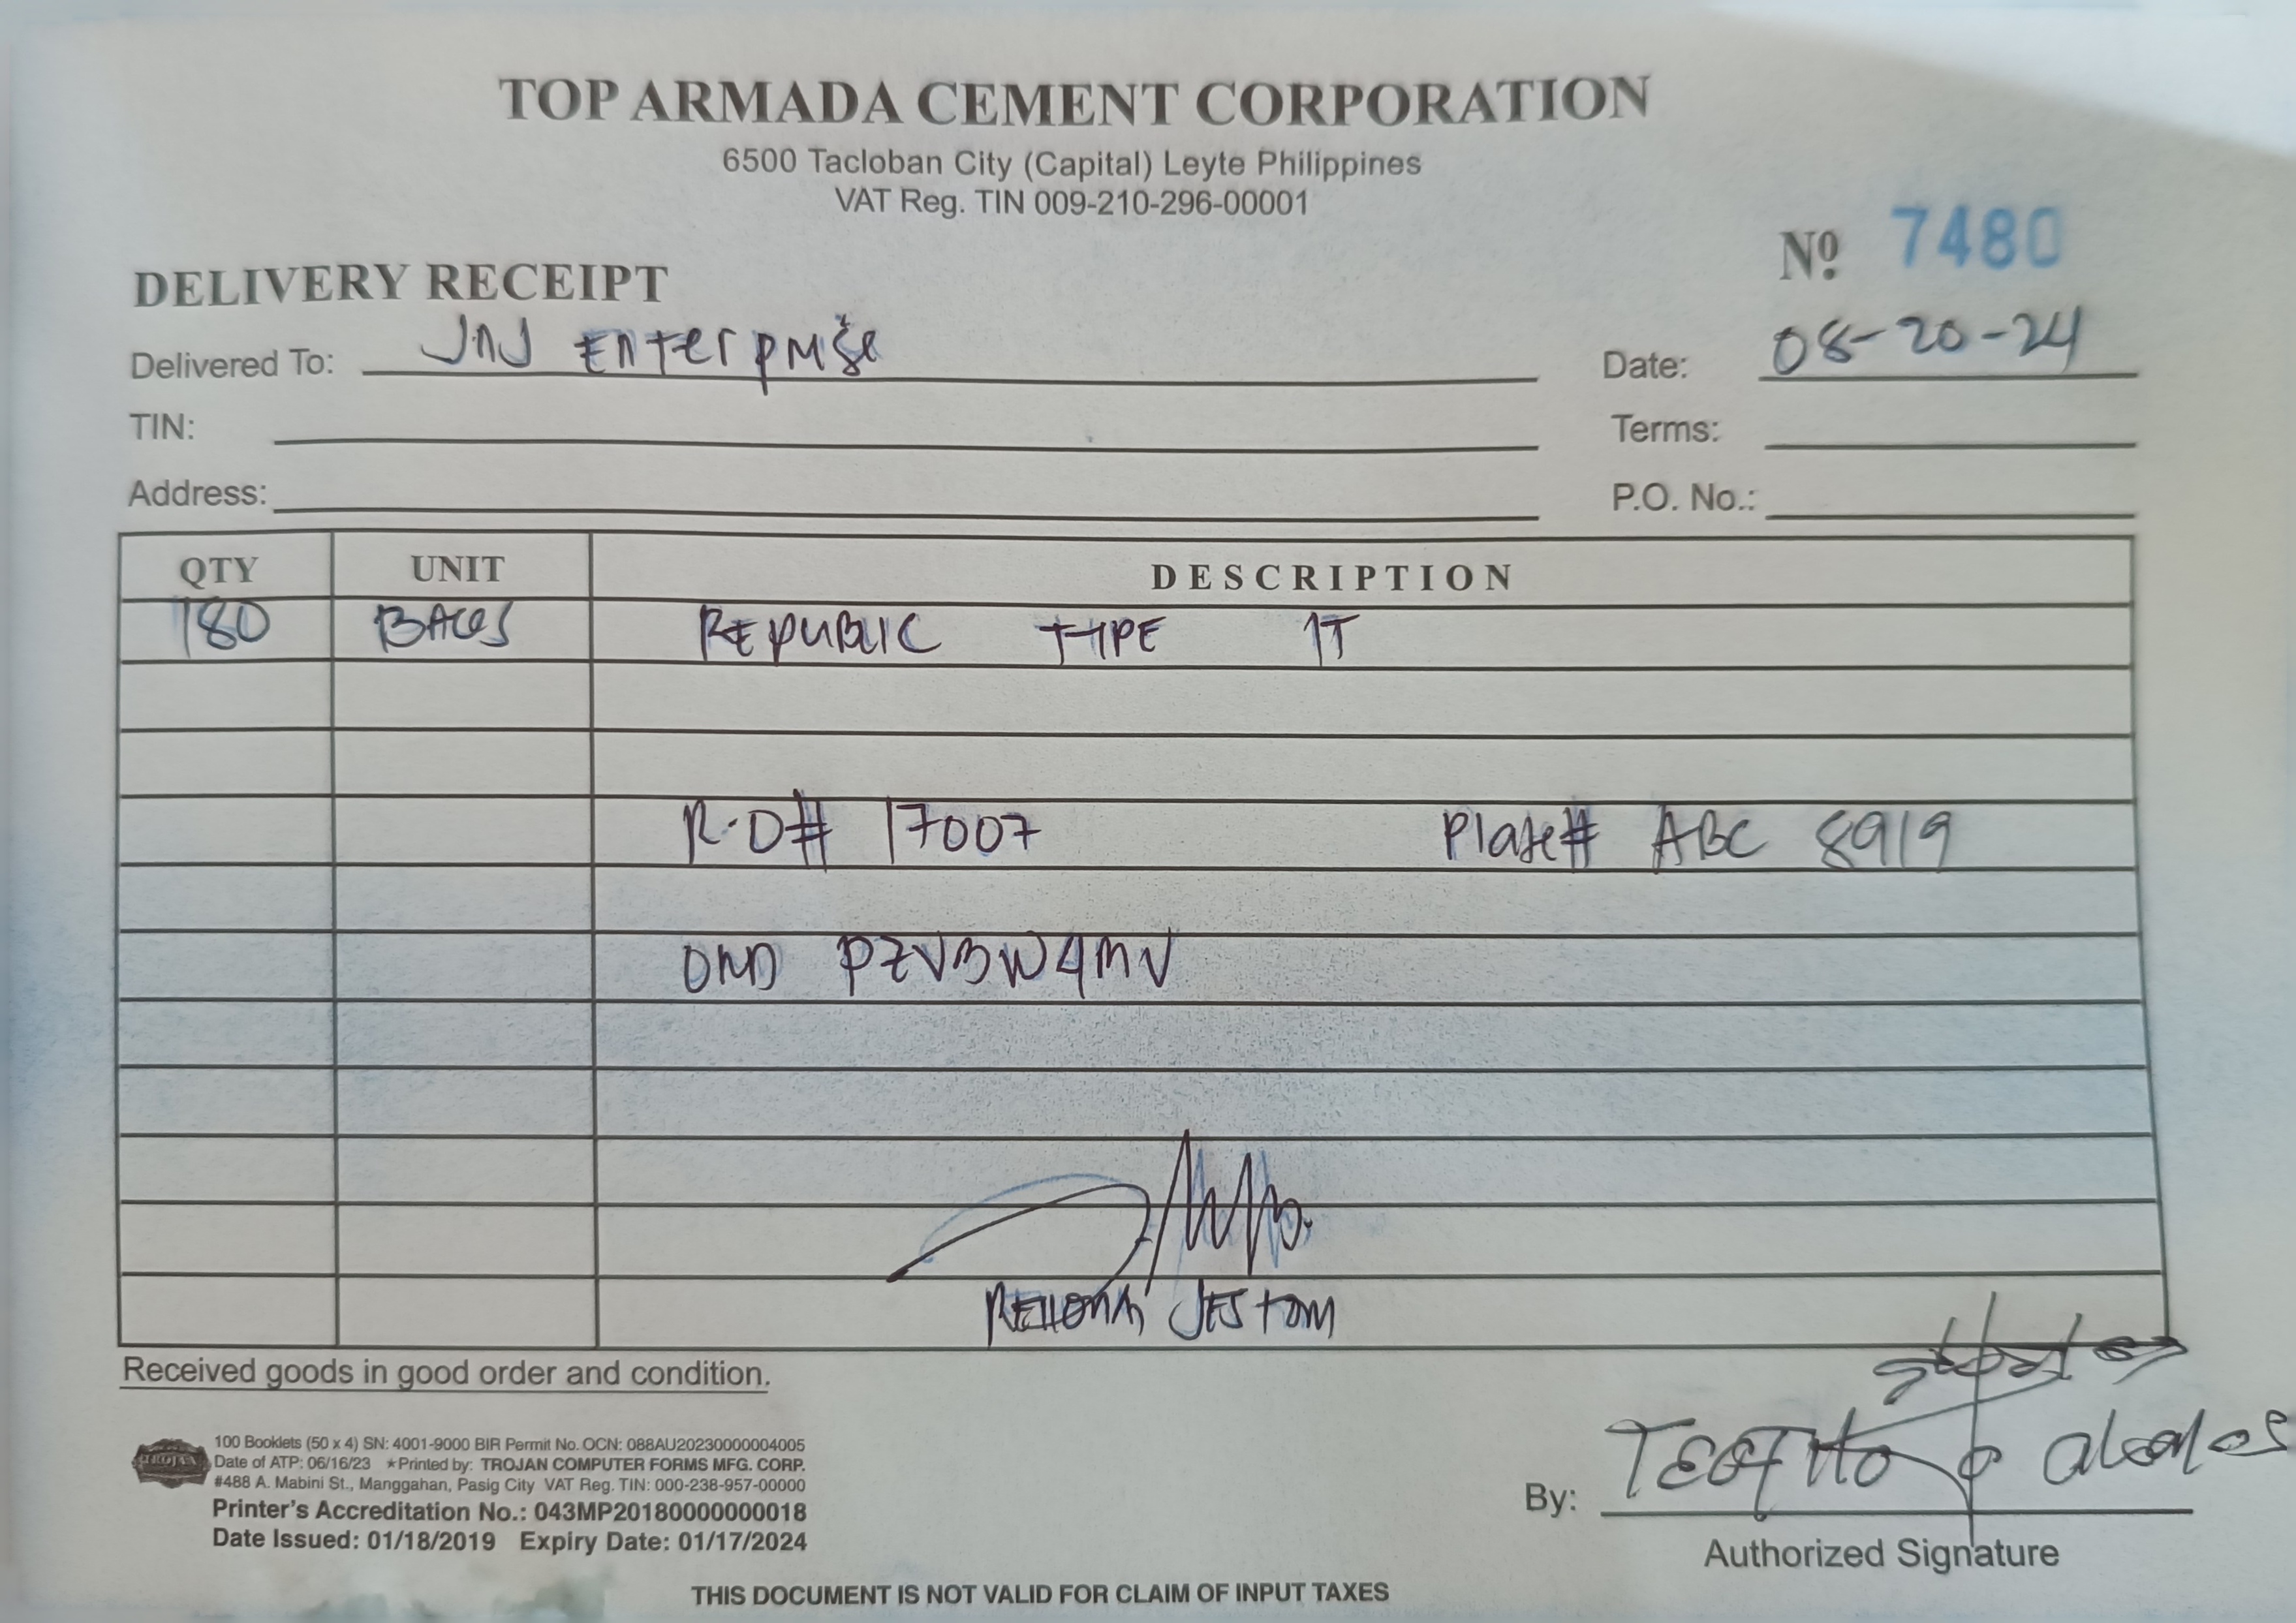 TOP ARMADA CEMENT CORPORATION
6500 Tacloban City (Capital) Leyte Philippines
VAT Reg. TIN 009-210-296-00001
Nº 7480
DELIVERY RECEIPT
Delivered To: JNJ Enterprise Date: 08-20-24
TIN: Terms:
Address: P.O. No.:
QTY UNIT DESCRIPTION
180 BAGS REPUBLIC TYPE 1T
R.O# 17007 Plate# ABC 8919
OND PZV3W4MV
JESTOM
Received goods in good order and condition.
TROJAN
100 Booklets (50 x 4) SN: 4001-9000 BIR Permit No. OCN: 088AU20230000004005
Date of ATP: 06/16/23 ★Printed by: TROJAN COMPUTER FORMS MFG. CORP.
#488 A. Mabini St., Manggahan, Pasig City VAT Reg. TIN: 000-238-957-00000
Printer's Accreditation No.: 043MP20180000000018
Date Issued: 01/18/2019 Expiry Date: 01/17/2024
By: TEOFITO
Authorized Signature
THIS DOCUMENT IS NOT VALID FOR CLAIM OF INPUT TAXES